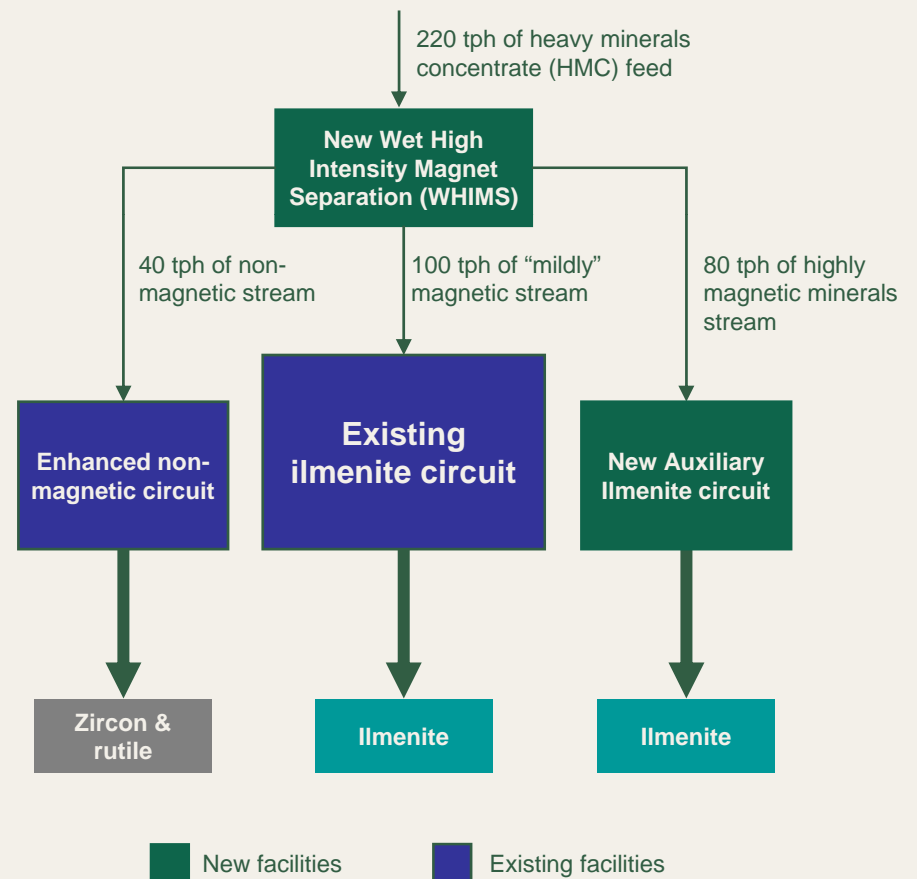 220 tph of heavy minerals
concentrate (HMC) feed
New Wet High
Intensity Magnet
Separation (WHIMS)
40 tph of non-
magnetic stream
100 tph of “mildly”
magnetic stream
80 tph of highly
magnetic minerals
stream
Enhanced non-
magnetic circuit
Existing
ilmenite circuit
New Auxiliary
Ilmenite circuit
Zircon &
rutile
Ilmenite
Ilmenite
New facilities
Existing facilities